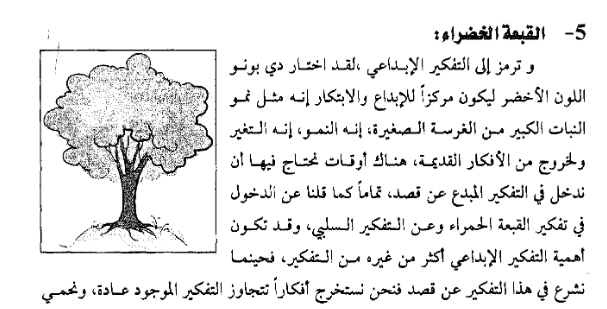 5- القبعة الخضراء:
و ترمز إلى التفكير الإبداعي ،لقد اختار دي بونو
اللون الأخضر ليكون مركزاً للإبداع والابتكار إنه مثل نمو
النبات الكبير من الغرسة الصغيرة، إنه النمو، إنه التغير
ولخروج من الأفكار القديمة، هناك أوقات نحتاج فيها أن
ندخل في التفكير المبدع عن قصد، تماماً كما قلنا عن الدخول
في تفكير القبعة الحمراء وعن التفكير السلبي، وقد تكون
أهمية التفكير الإبداعي أكثر من غيره من التفكير، فحينما
نشرع في هذا التفكير عن قصد فنحن نستخرج أفكاراً تتجاوز التفكير الموجود عادة، ونحمي